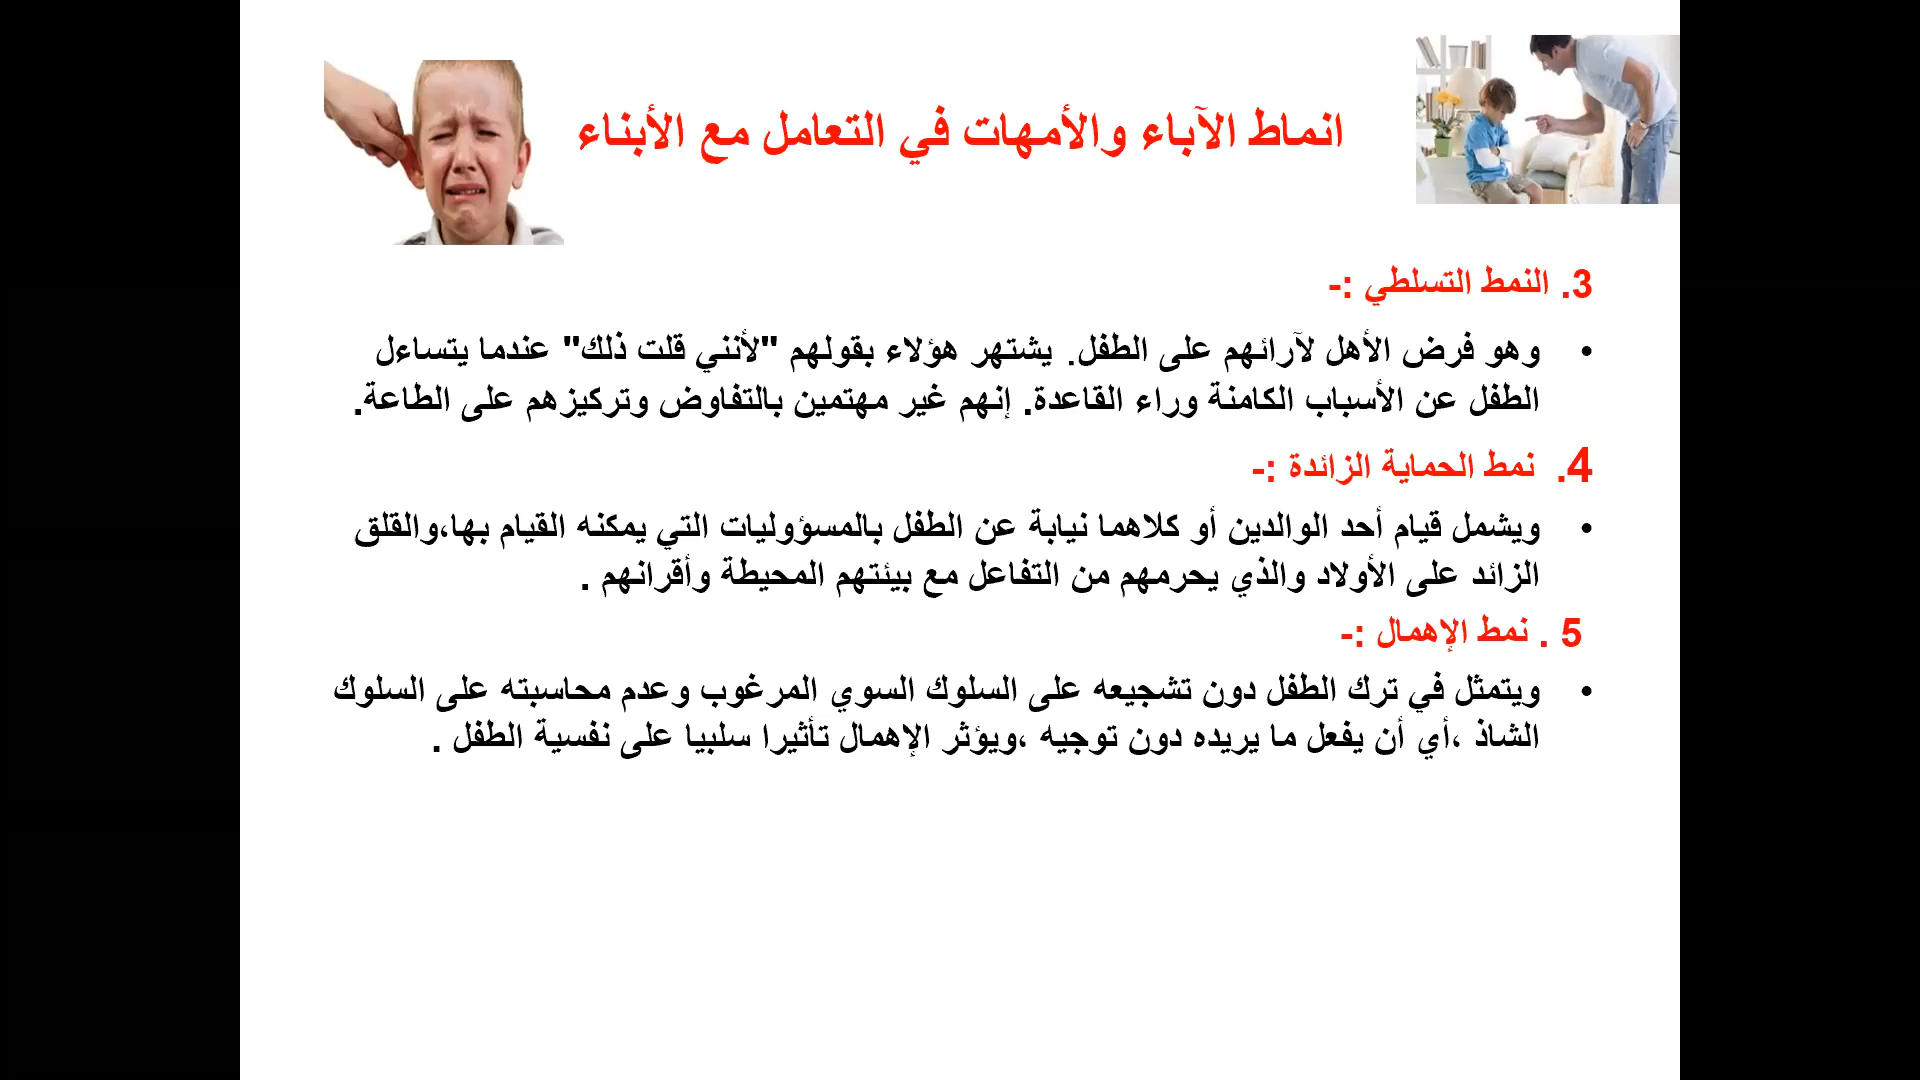 انماط الآباء والأمهات في التعامل مع الأبناء
3. النمط التسلطي :-
• وهو فرض الأهل لآرائهم على الطفل. يشتهر هؤلاء بقولهم "لأنني قلت ذلك" عندما يتساءل
الطفل عن الأسباب الكامنة وراء القاعدة. إنهم غير مهتمين بالتفاوض وتركيزهم على الطاعة.
4. نمط الحماية الزائدة :-
• ويشمل قيام أحد الوالدين أو كلاهما نيابة عن الطفل بالمسؤوليات التي يمكنه القيام بها،والقلق
الزائد على الأولاد والذي يحرمهم من التفاعل مع بيئتهم المحيطة وأقرانهم .
5 . نمط الإهمال :-
• ويتمثل في ترك الطفل دون تشجيعه على السلوك السوي المرغوب وعدم محاسبته على السلوك
الشاذ ،أي أن يفعل ما يريده دون توجيه ،ويؤثر الإهمال تأثيرا سلبيا على نفسية الطفل .